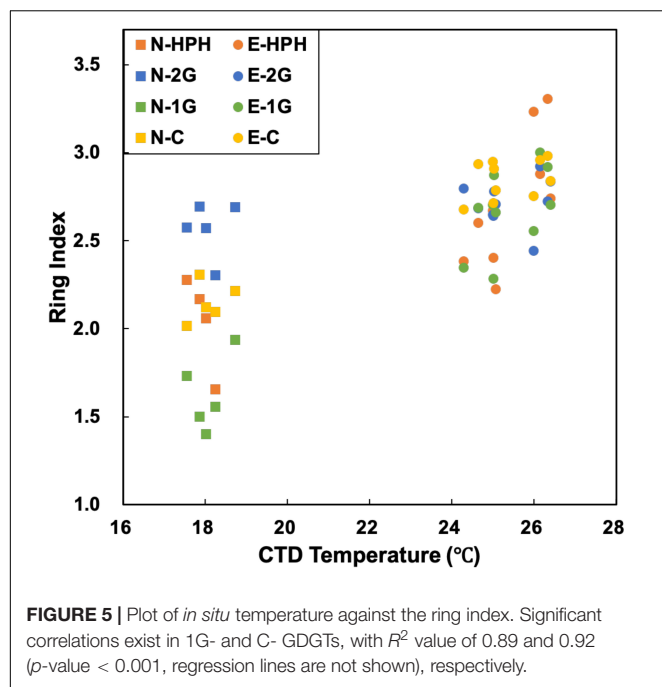 N-HPH E-HPH
N-2G E-2G
N-1G E-1G
N-C E-C
3.5
3.0
2.5
2.0
1.5
1.0
Ring Index
16 18 20 22 24 26 28
CTD Temperature (℃)
FIGURE 5 | Plot of in situ temperature against the ring index. Significant
correlations exist in 1G- and C- GDGTs, with R² value of 0.89 and 0.92
(p-value < 0.001, regression lines are not shown), respectively.